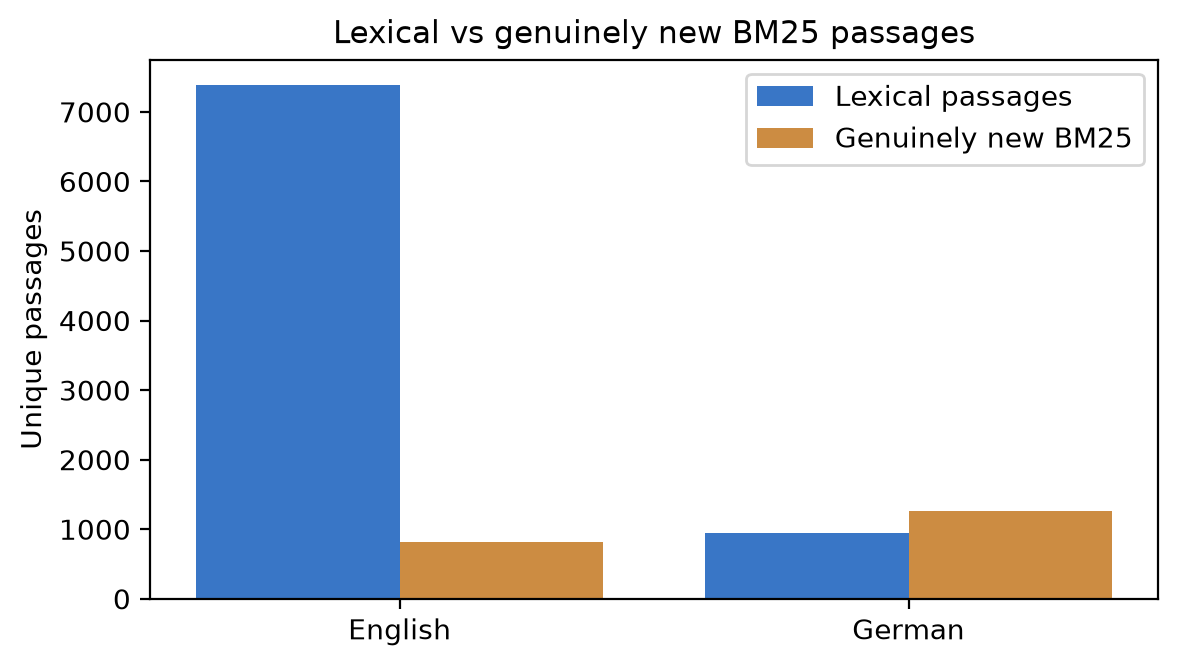 Lexical vs genuinely new BM25 passages
Unique passages
7000
6000
5000
4000
3000
2000
1000
0
Lexical passages
Genuinely new BM25
English
German